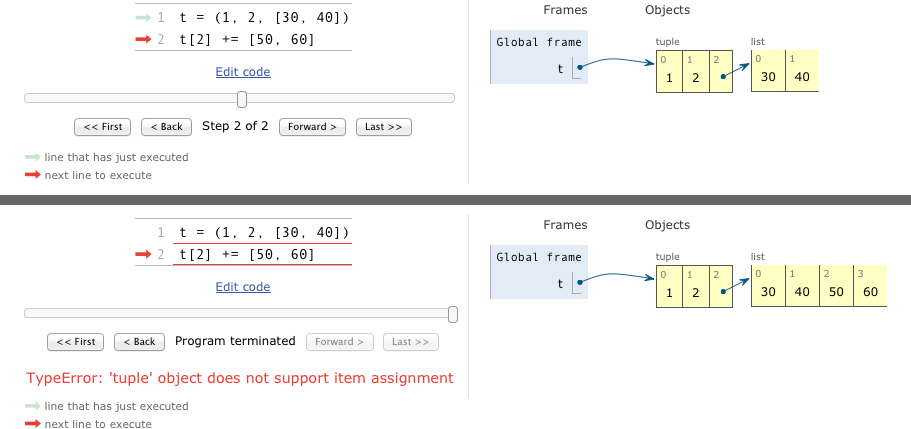 1 t = (1, 2, [30, 40])
2 t[2] += [50, 60]
Edit code
<< First < Back Step 2 of 2 Forward > Last >>
line that has just executed
next line to execute
Frames Objects
Global frame
t
tuple
0 1 2
1 2
list
0 1
30 40
1 t = (1, 2, [30, 40])
2 t[2] += [50, 60]
Edit code
<< First < Back Program terminated Forward > Last >>
TypeError: 'tuple' object does not support item assignment
line that has just executed
next line to execute
Frames Objects
Global frame
t
tuple
0 1 2
1 2
list
0 1 2 3
30 40 50 60